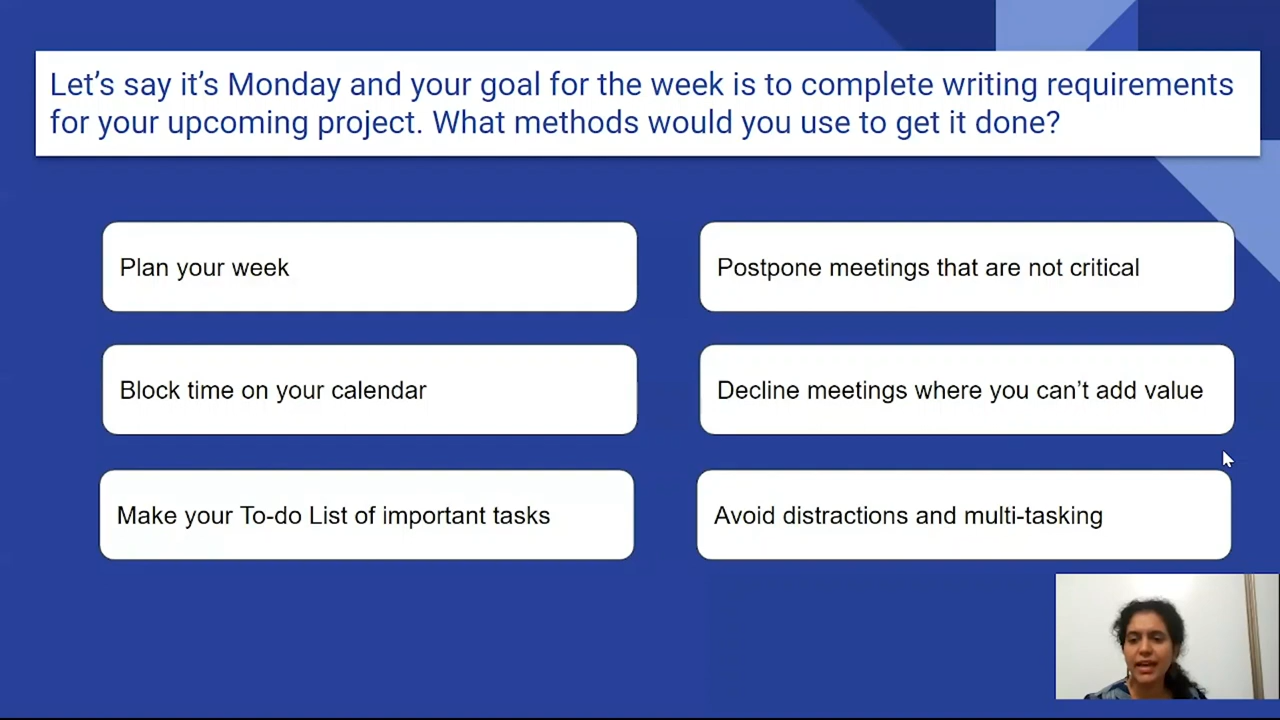 Let’s say it’s Monday and your goal for the week is to complete writing requirements
for your upcoming project. What methods would you use to get it done?
Plan your week
Postpone meetings that are not critical
Block time on your calendar
Decline meetings where you can’t add value
Make your To-do List of important tasks
Avoid distractions and multi-tasking